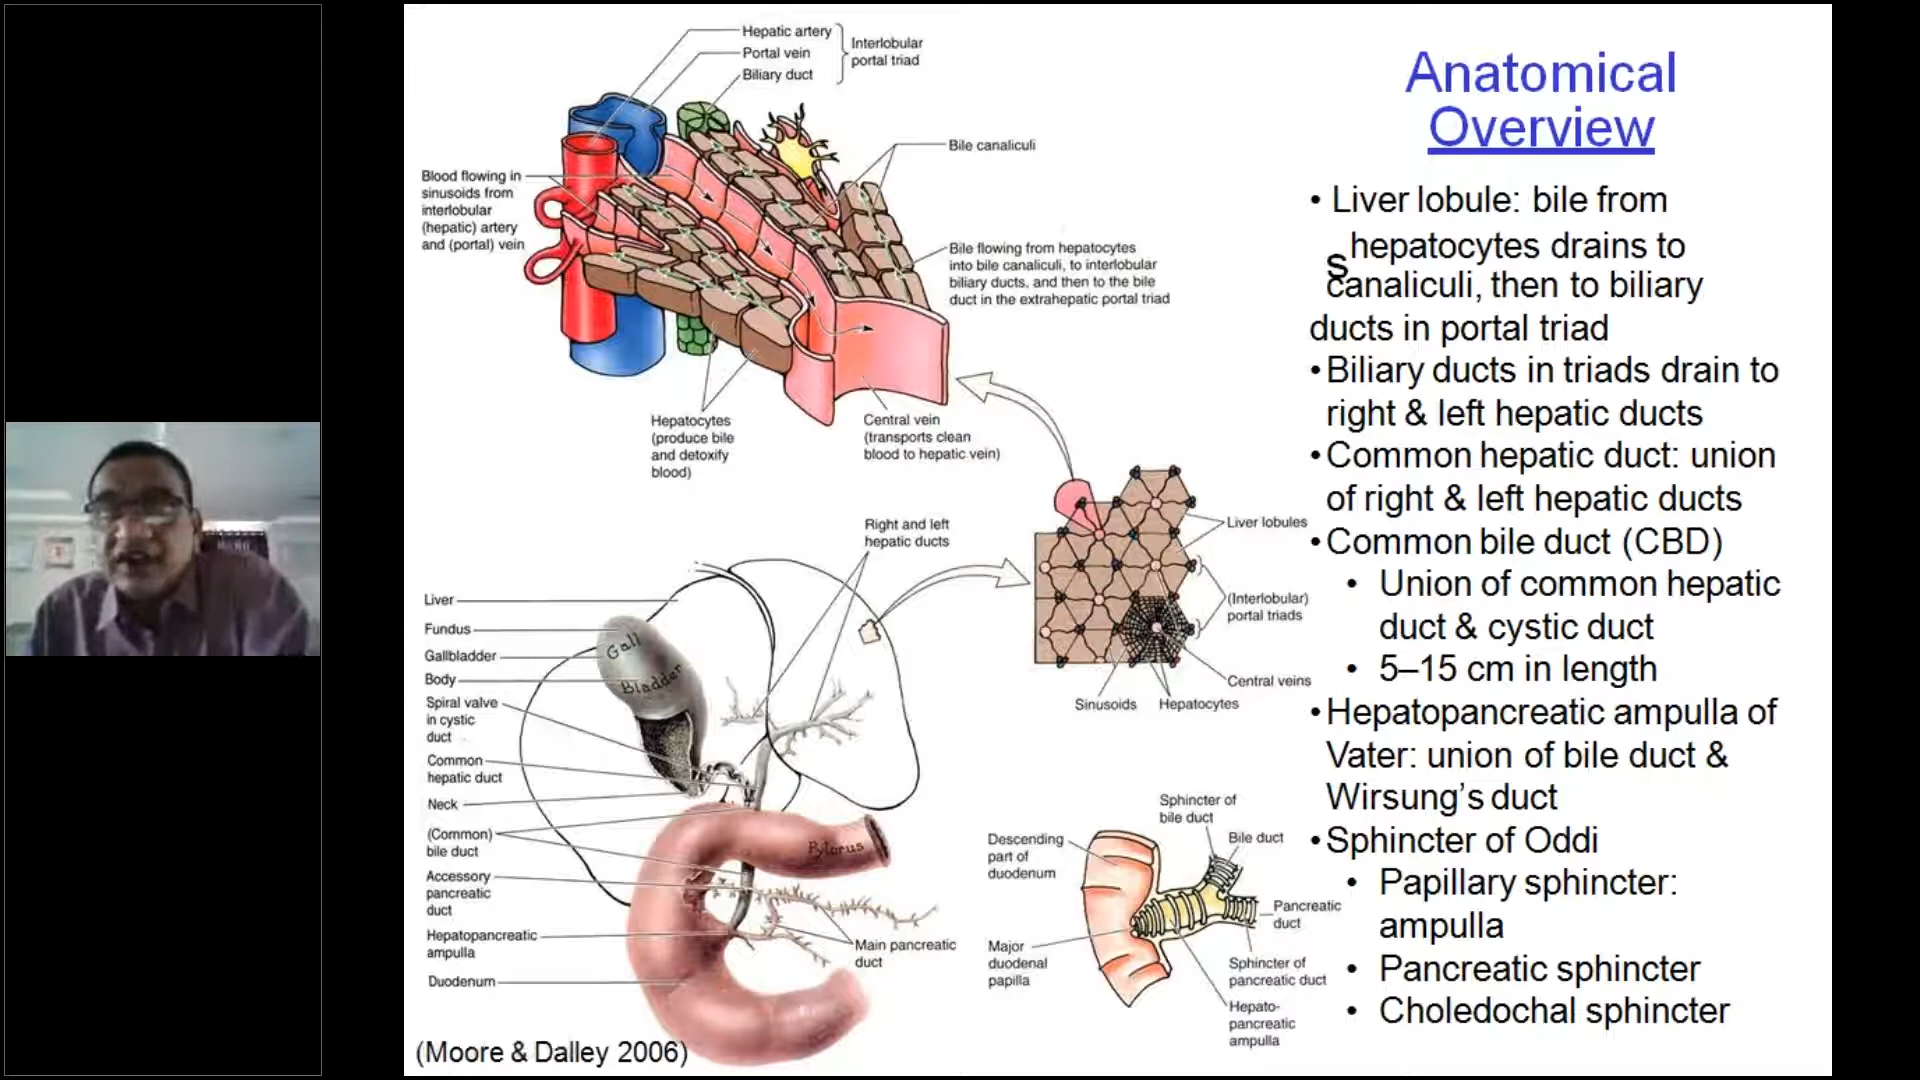 Hepatic artery
Portal vein
Biliary duct
Interlobular
portal triad
Bile canaliculi
Blood flowing in
sinusoids from
interlobular
(hepatic) artery
and (portal) vein
Bile flowing from hepatocytes
into bile canaliculi, to interlobular
biliary ducts, and then to the bile
duct in the extrahepatic portal triad
Hepatocytes
(produce bile
and detoxify
blood)
Central vein
(transports clean
blood to hepatic vein)
Right and left
hepatic ducts
Liver lobules
(Interlobular)
portal triads
Central veins
Sinusoids
Hepatocytes
Liver
Fundus
Gallbladder
Body
Spiral valve
in cystic
duct
Common
hepatic duct
Neck
(Common)
bile duct
Accessory
pancreatic
duct
Hepatopancreatic
ampulla
Duodenum
Gall
Bladder
Pylorus
Main pancreatic
duct
Sphincter of
bile duct
Bile duct
Descending
part of
duodenum
Pancreatic
duct
Major
duodenal
papilla
Sphincter of
pancreatic duct
Hepato-
pancreatic
ampulla
(Moore & Dalley 2006)
Anatomical
Overview
• Liver lobule: bile from
hepatocytes drains to
s
canaliculi, then to biliary
ducts in portal triad
• Biliary ducts in triads drain to
right & left hepatic ducts
• Common hepatic duct: union
of right & left hepatic ducts
• Common bile duct (CBD)
• Union of common hepatic
duct & cystic duct
• 5–15 cm in length
• Hepatopancreatic ampulla of
Vater: union of bile duct &
Wirsung's duct
• Sphincter of Oddi
• Papillary sphincter:
ampulla
• Pancreatic sphincter
• Choledochal sphincter